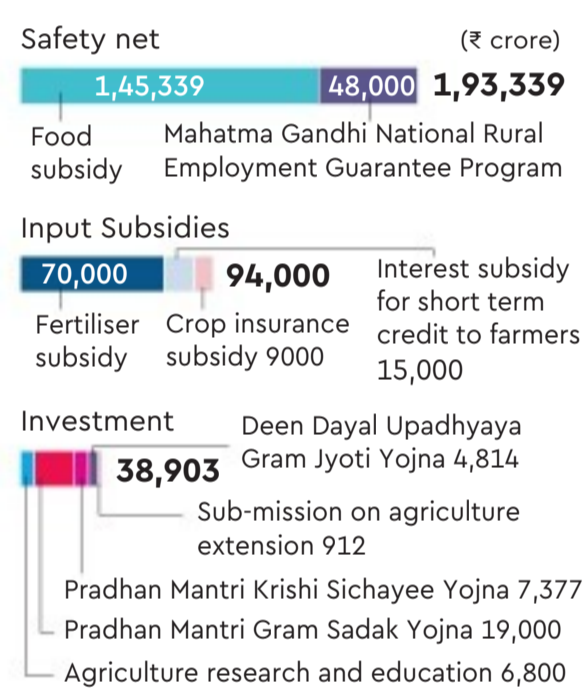 Safety net (₹ crore)
1,45,339 48,000 1,93,339
Food subsidy
Mahatma Gandhi National Rural
Employment Guarantee Program
Input Subsidies
70,000 94,000
Fertiliser
subsidy
Crop insurance
subsidy 9000
Interest subsidy
for short term
credit to farmers
15,000
Investment
38,903
Deen Dayal Upadhyaya
Gram Jyoti Yojna 4,814
Sub-mission on agriculture
extension 912
Pradhan Mantri Krishi Sichayee Yojna 7,377
Pradhan Mantri Gram Sadak Yojna 19,000
Agriculture research and education 6,800